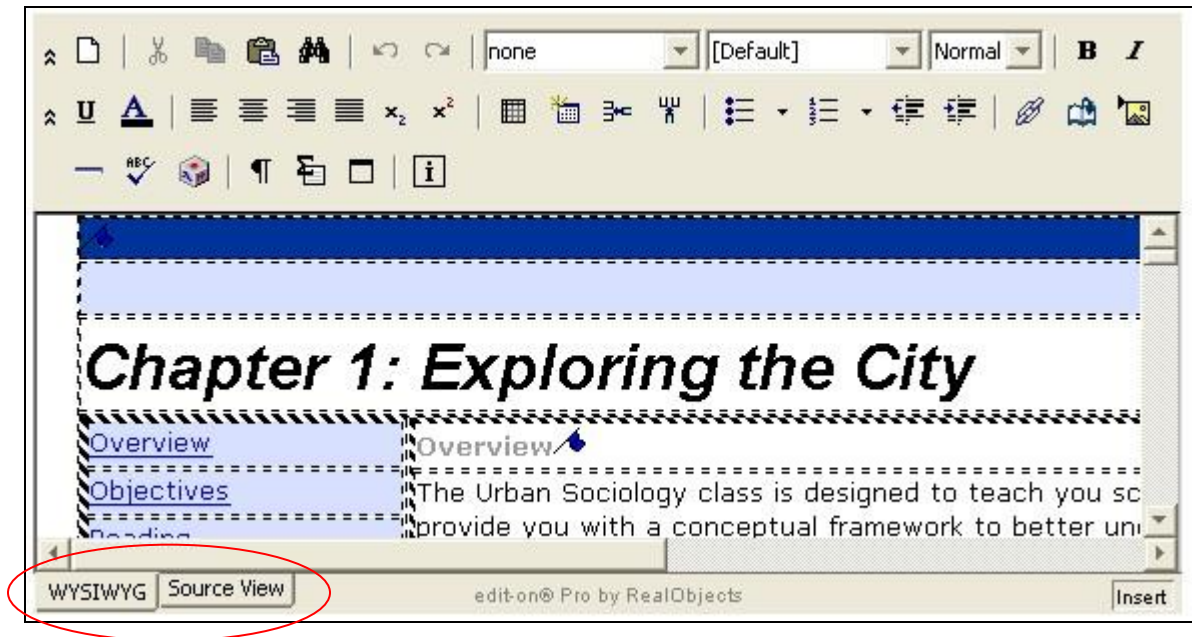 none [Default] Normal B I
U A x2 x2
ABC
Chapter 1: Exploring the City
Overview
Objectives
Reading
Overview
The Urban Sociology class is designed to teach you sc
provide you with a conceptual framework to better un
WYSIWYG Source View edit-on® Pro by RealObjects Insert